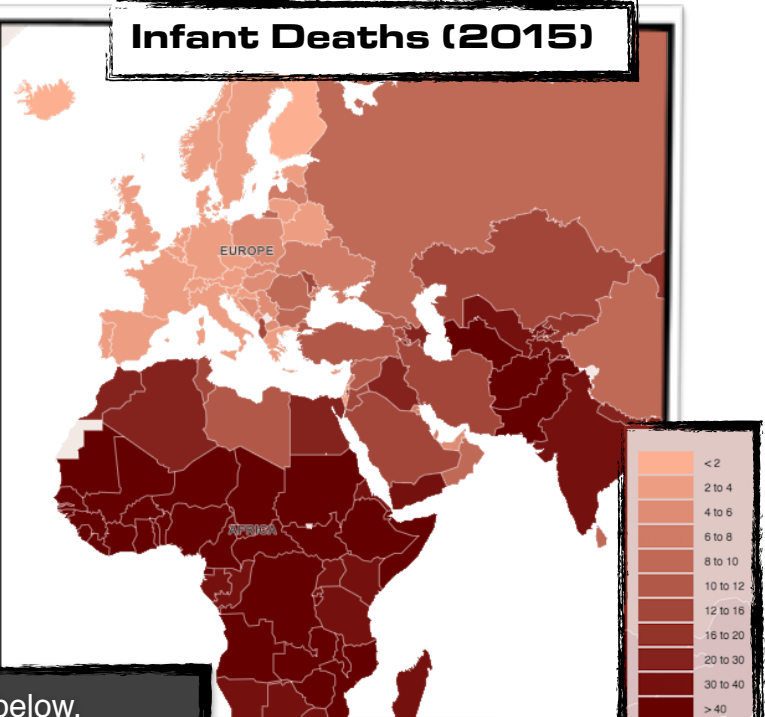 Infant Deaths (2015)
EUROPE
AFRICA
< 2
2 to 4
4 to 6
6 to 8
8 to 10
10 to 12
12 to 16
16 to 20
20 to 30
30 to 40
> 40
below.